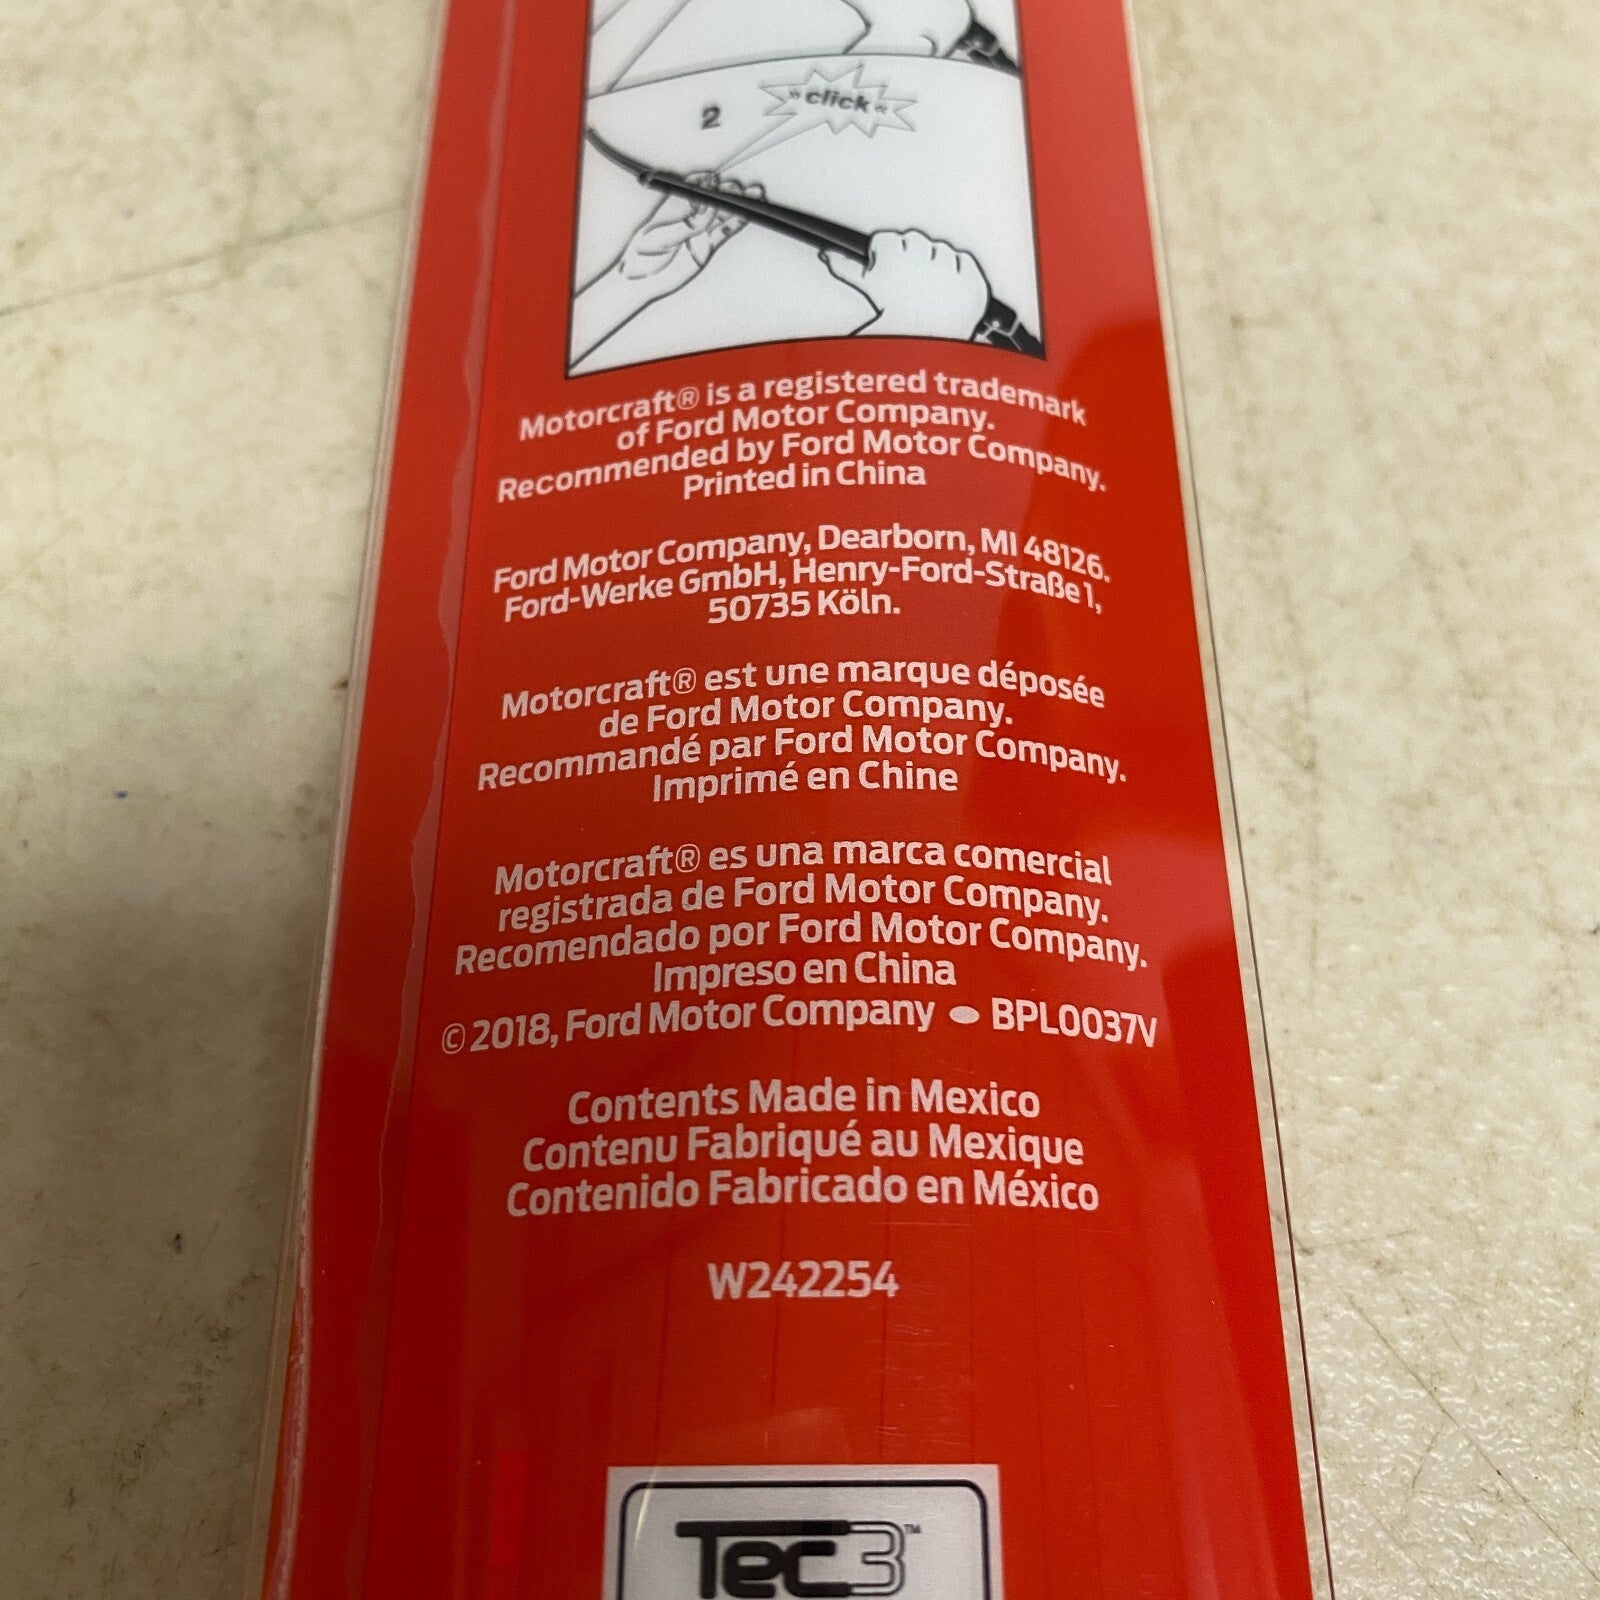 2
"click"
Motorcraft® is a registered trademark
of Ford Motor Company.
Recommended by Ford Motor Company.
Printed in China
Ford Motor Company, Dearborn, MI 48126.
Ford-Werke GmbH, Henry-Ford-Straße 1,
50735 Köln.
Motorcraft® est une marque déposée
de Ford Motor Company.
Recommandé par Ford Motor Company.
Imprimé en Chine
Motorcraft® es una marca comercial
registrada de Ford Motor Company.
Recomendado por Ford Motor Company.
Impreso en China
© 2018, Ford Motor Company • BPL0037V
Contents Made in Mexico
Contenu Fabriqué au Mexique
Contenido Fabricado en México
W242254
Tec3™